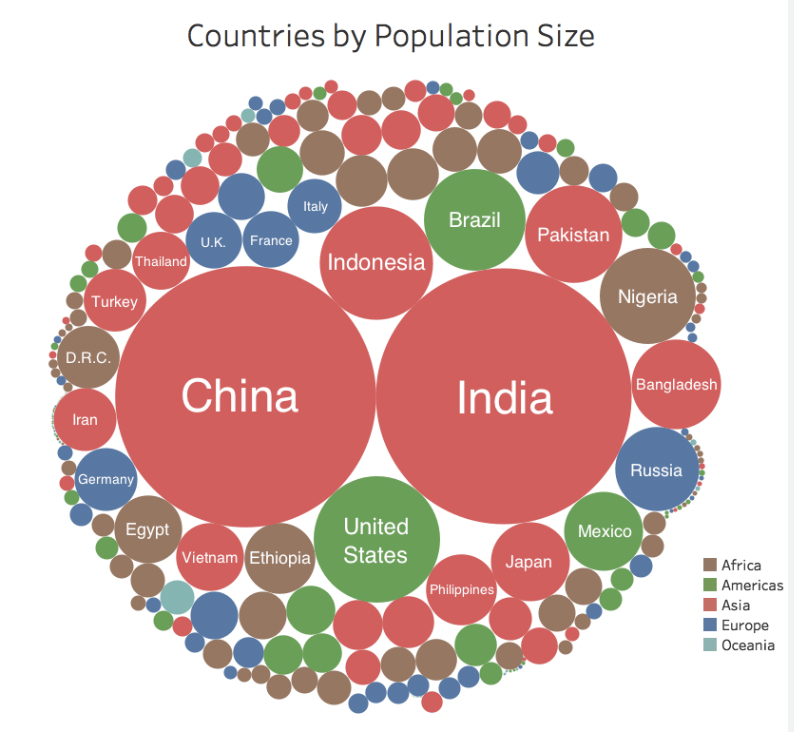 Countries by Population Size
Italy
Brazil
U.K.
France
Pakistan
Thailand
Indonesia
Turkey
Nigeria
D.R.C.
China
India
Bangladesh
Iran
Germany
Russia
Egypt
United
States
Mexico
Vietnam
Ethiopia
Japan
Philippines
Africa
Americas
Asia
Europe
Oceania